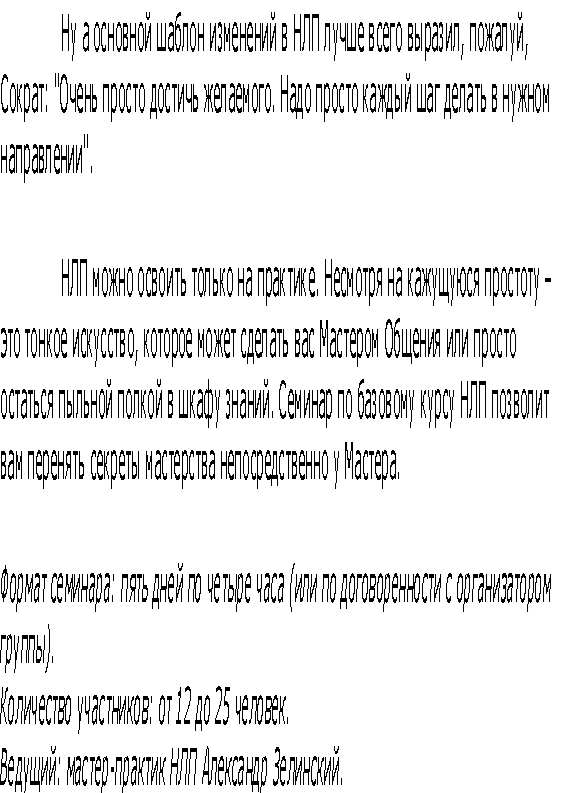 Ну а основной шаблон изменений в НЛП лучше всего выразил, пожалуй,
Сократ: "Очень просто достичь желаемого. Надо просто каждый шаг делать в нужном
направлении".
НЛП можно освоить только на практике. Несмотря на кажущуюся простоту –
это тонкое искусство, которое может сделать вас Мастером Общения или просто
остаться пыльной полкой в шкафу знаний. Семинар по базовому курсу НЛП позволит
вам перенять секреты мастерства непосредственно у Мастера.
Формат семинара: пять дней по четыре часа (или по договоренности с организатором
группы).
Количество участников: от 12 до 25 человек.
Ведущий: мастер-практик НЛП Александр Зелинский.